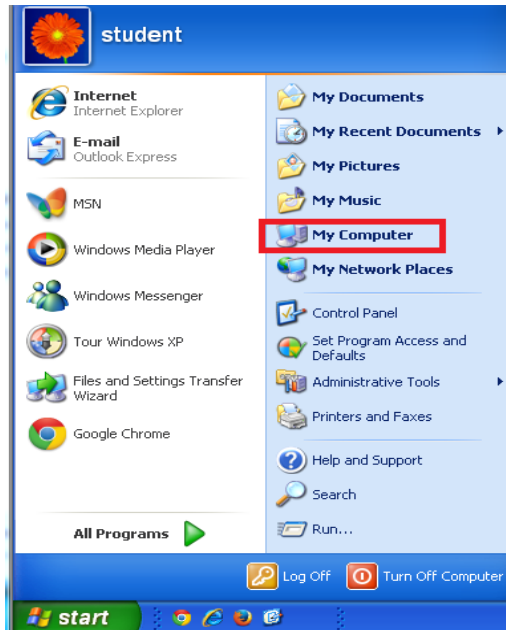 student
Internet
Internet Explorer
E-mail
Outlook Express
MSN
Windows Media Player
Windows Messenger
Tour Windows XP
Files and Settings Transfer
Wizard
Google Chrome
All Programs
My Documents
My Recent Documents
My Pictures
My Music
My Computer
My Network Places
Control Panel
Set Program Access and
Defaults
Administrative Tools
Printers and Faxes
Help and Support
Search
Run...
Log Off
Turn Off Computer
start